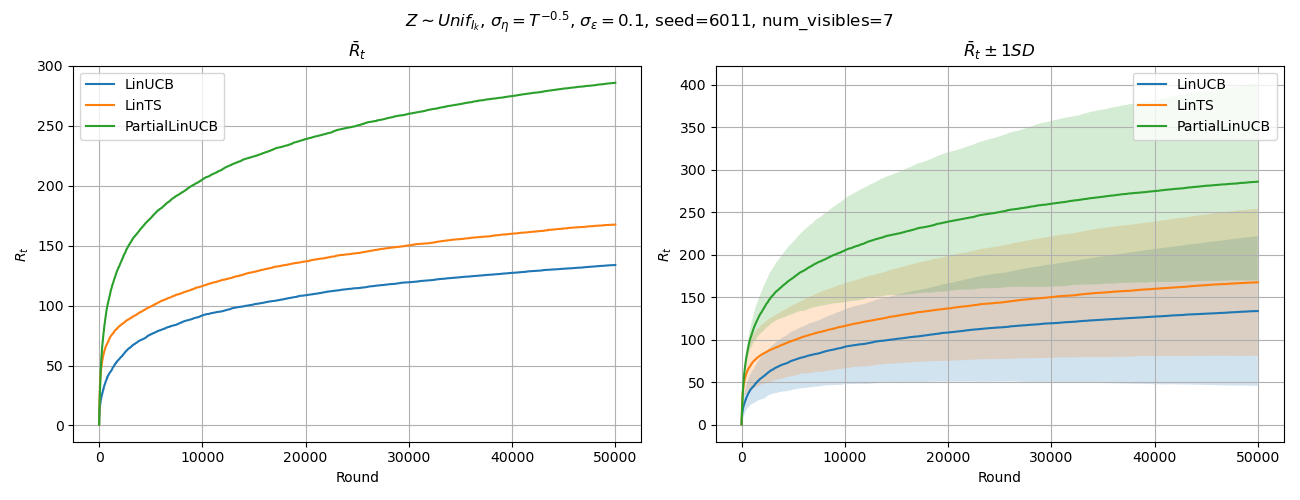 Z ∼ Unif_{I_k}, σ_η = T^{−0.5}, σ_ε = 0.1, seed=6011, num_visibles=7
R̄_t
300
250
200
150
100
50
0
R_t
LinUCB
LinTS
PartialLinUCB
0 10000 20000 30000 40000 50000
Round
R̄_t ± 1SD
400
350
300
250
200
150
100
50
0
R_t
LinUCB
LinTS
PartialLinUCB
0 10000 20000 30000 40000 50000
Round